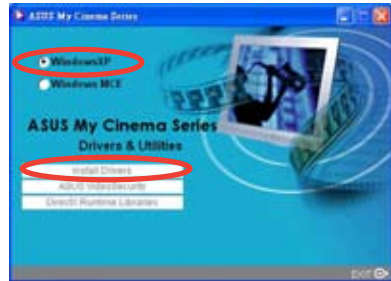 ASUS My Cinema Series
WindowsXP
Windows MCE
ASUS My Cinema Series
Drivers & Utilities
Install Drivers
ASUS VideoSecurity
DirectX Runtime Libraries
EXIT